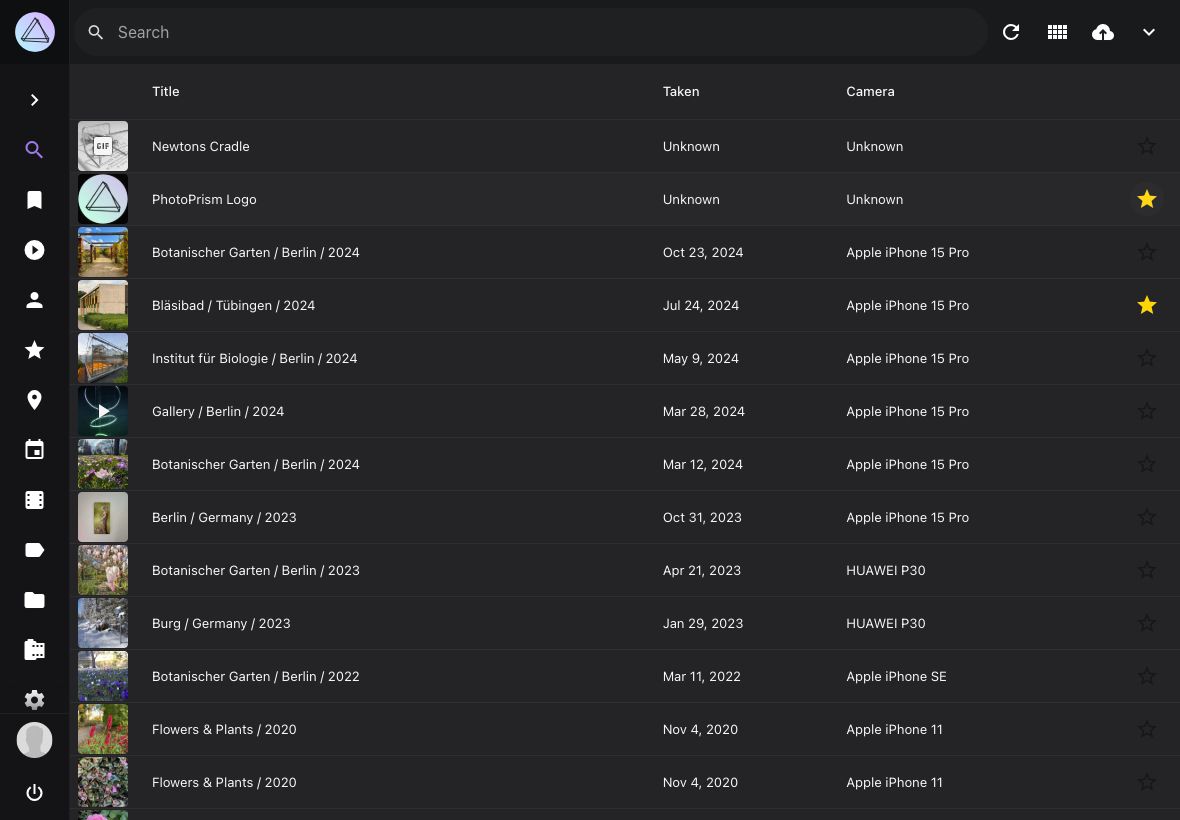 Search
Title Taken Camera
GIF
Newtons Cradle Unknown Unknown
PhotoPrism Logo Unknown Unknown
Botanischer Garten / Berlin / 2024 Oct 23, 2024 Apple iPhone 15 Pro
Bläsibad / Tübingen / 2024 Jul 24, 2024 Apple iPhone 15 Pro
Institut für Biologie / Berlin / 2024 May 9, 2024 Apple iPhone 15 Pro
Gallery / Berlin / 2024 Mar 28, 2024 Apple iPhone 15 Pro
Botanischer Garten / Berlin / 2024 Mar 12, 2024 Apple iPhone 15 Pro
Berlin / Germany / 2023 Oct 31, 2023 Apple iPhone 15 Pro
Botanischer Garten / Berlin / 2023 Apr 21, 2023 HUAWEI P30
Burg / Germany / 2023 Jan 29, 2023 HUAWEI P30
Botanischer Garten / Berlin / 2022 Mar 11, 2022 Apple iPhone SE
Flowers & Plants / 2020 Nov 4, 2020 Apple iPhone 11
Flowers & Plants / 2020 Nov 4, 2020 Apple iPhone 11